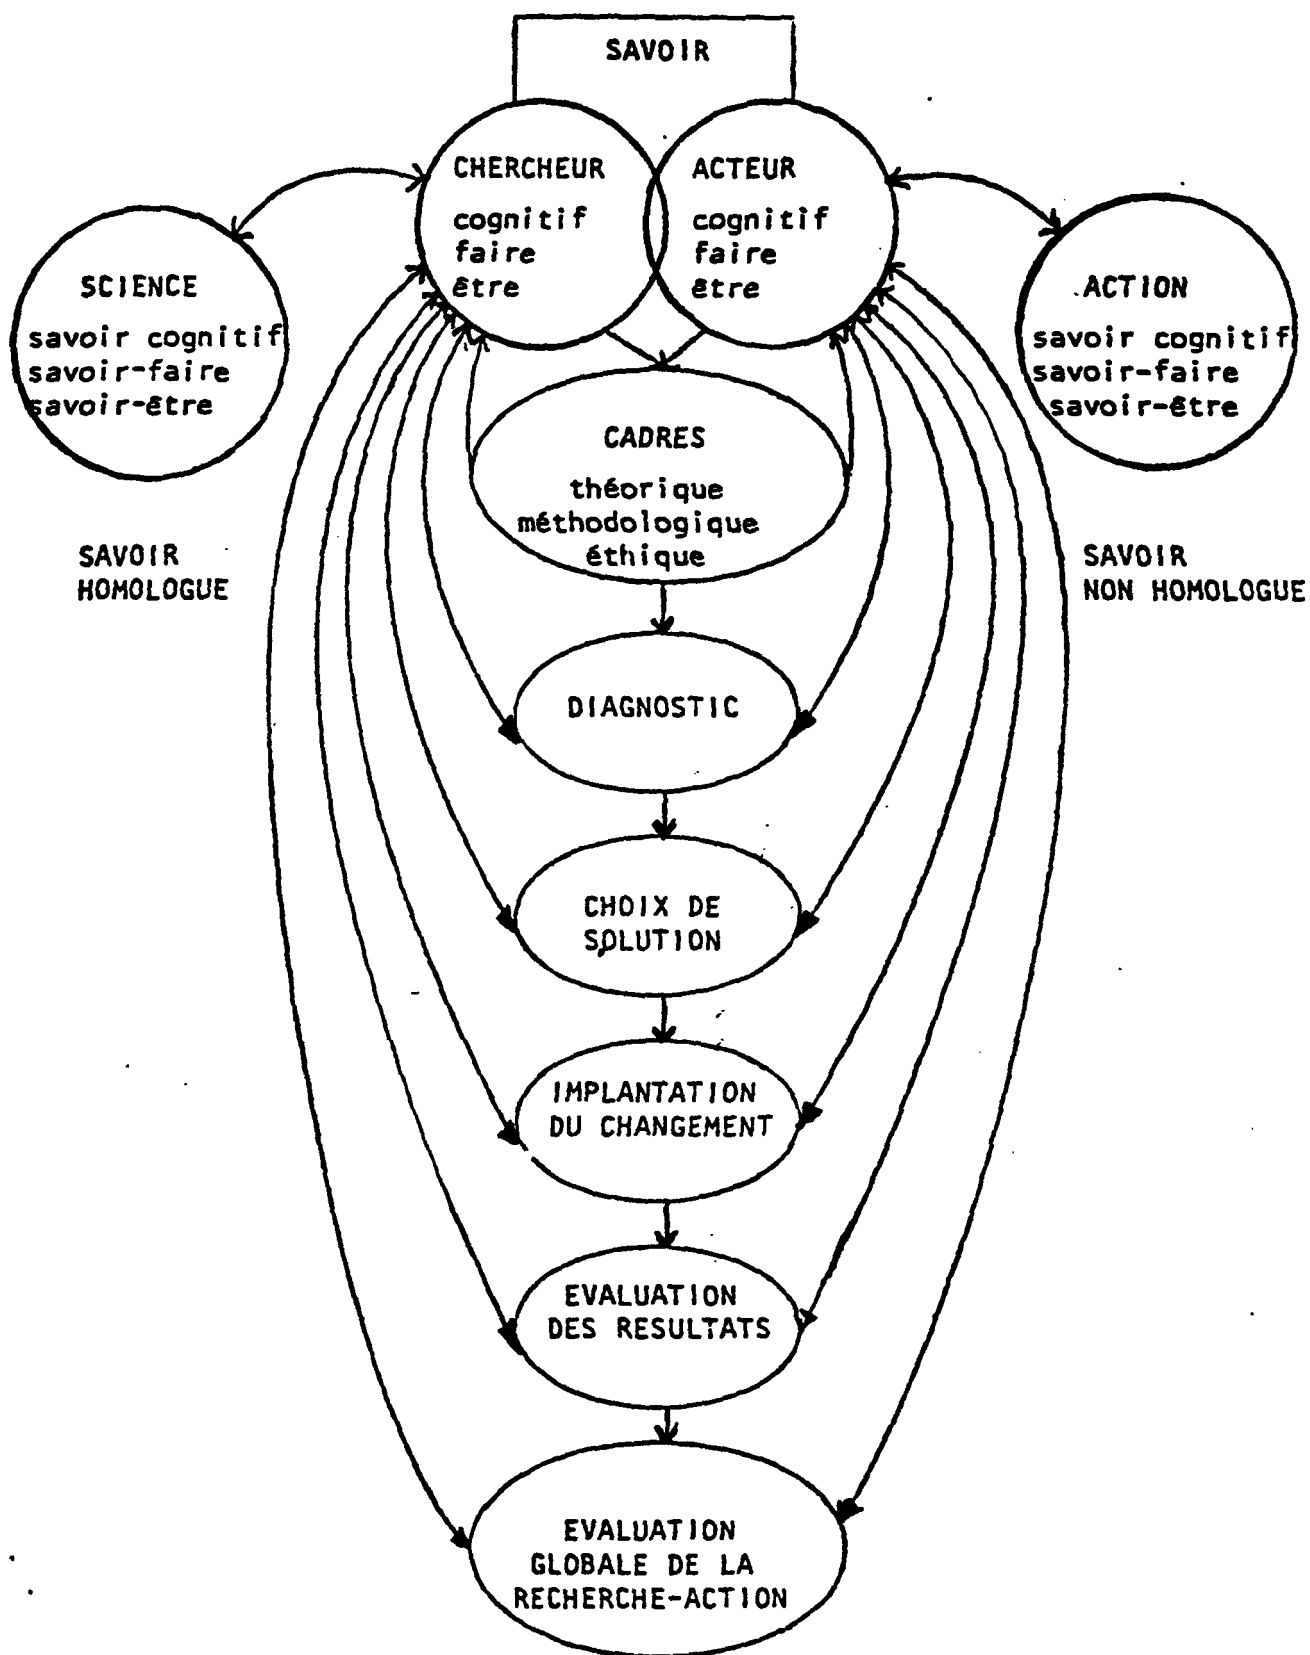 SAVOIR
CHERCHEUR
cognitif
faire
être
ACTEUR
cognitif
faire
être
SCIENCE
savoir cognitif
savoir-faire
savoir-être
ACTION
savoir cognitif
savoir-faire
savoir-être
CADRES
théorique
méthodologique
éthique
SAVOIR
HOMOLOGUE
SAVOIR
NON HOMOLOGUE
DIAGNOSTIC
CHOIX DE
SOLUTION
IMPLANTATION
DU CHANGEMENT
EVALUATION
DES RESULTATS
EVALUATION
GLOBALE DE LA
RECHERCHE-ACTION